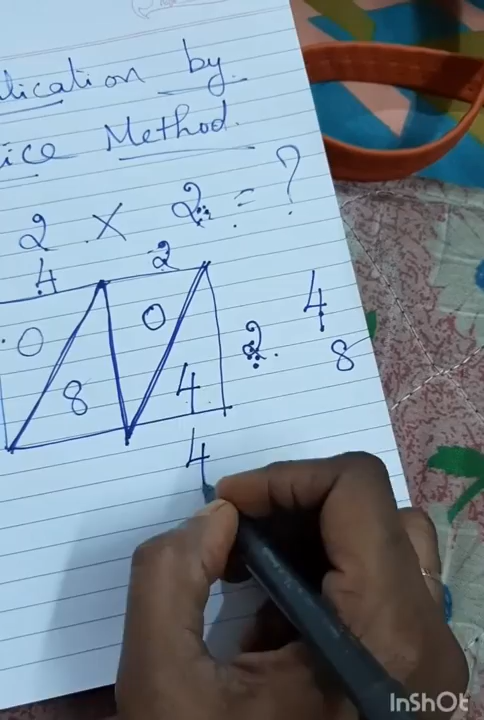 lication by
ice Method.
2 × 2 = ?
4 2
0 0 2. 4
8 4 8
4
InShOt